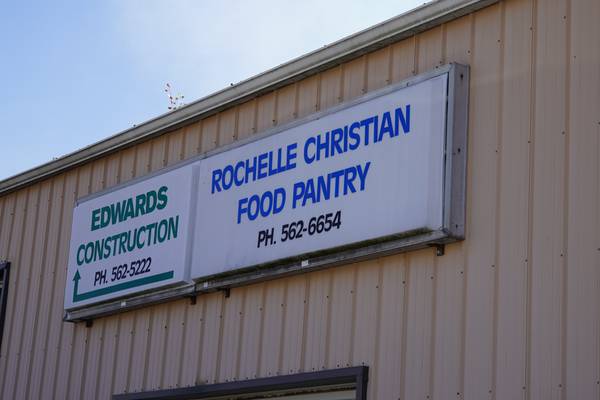 EDWARDS
CONSTRUCTION
PH. 562-5222
ROCHELLE CHRISTIAN
FOOD PANTRY
PH. 562-6654